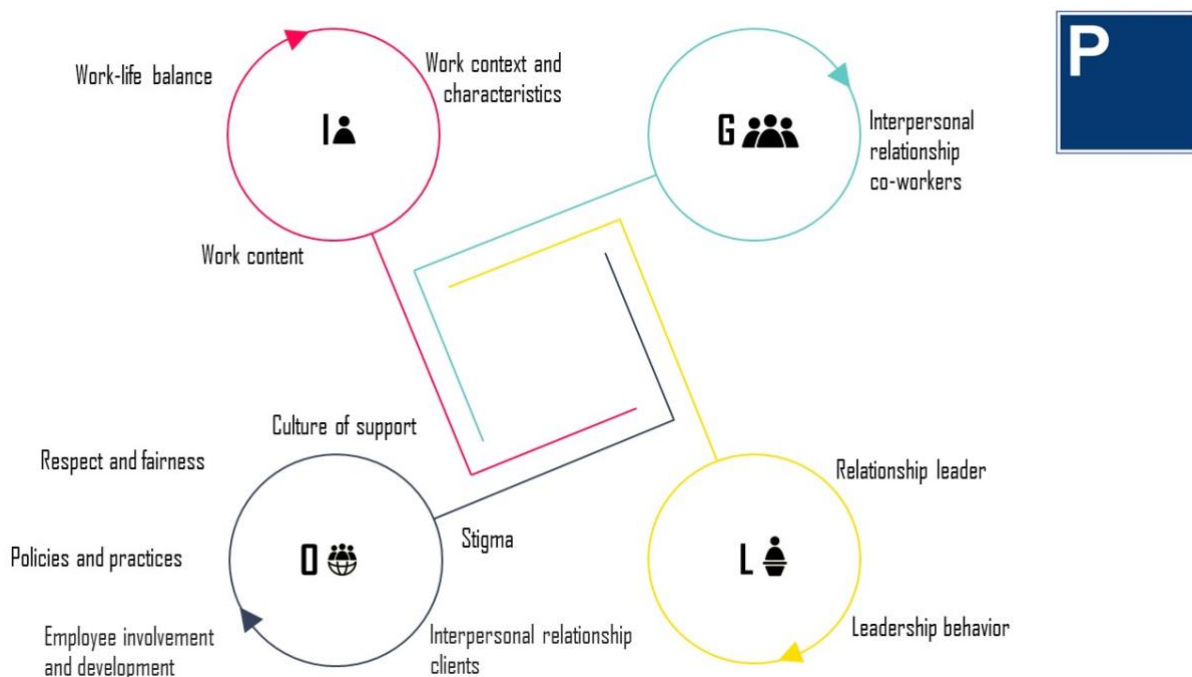 P
Work-life balance
Work context and
characteristics
I
G
Interpersonal
relationship
co-workers
Work content
Culture of support
Respect and fairness
Relationship leader
Stigma
Policies and practices
O
L
Leadership behavior
Employee involvement
and development
Interpersonal relationship
clients